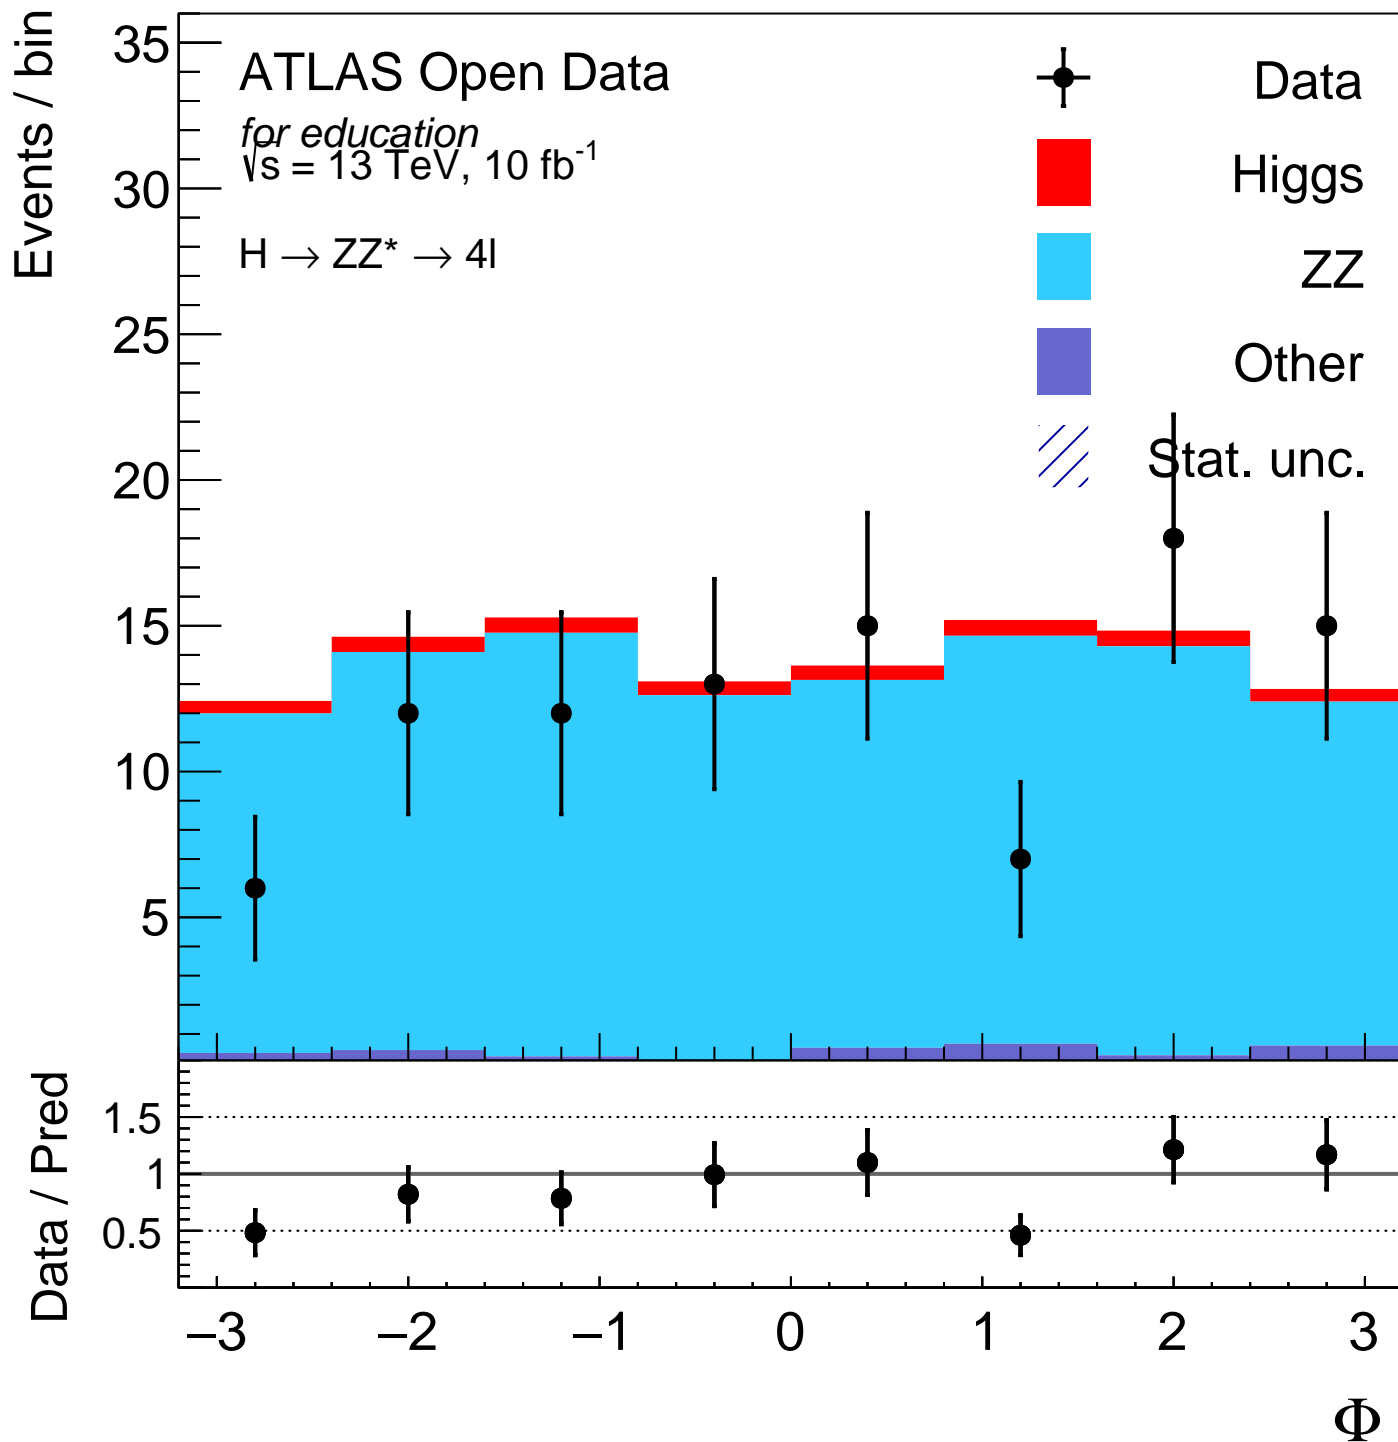 Events / bin
35
30
25
20
15
10
5
ATLAS Open Data
for education
√s = 13 TeV, 10 fb-1
H → ZZ* → 4l
Data
Higgs
ZZ
Other
Stat. unc.
Data / Pred
1.5
1
0.5
−3 −2 −1 0 1 2 3
Φ